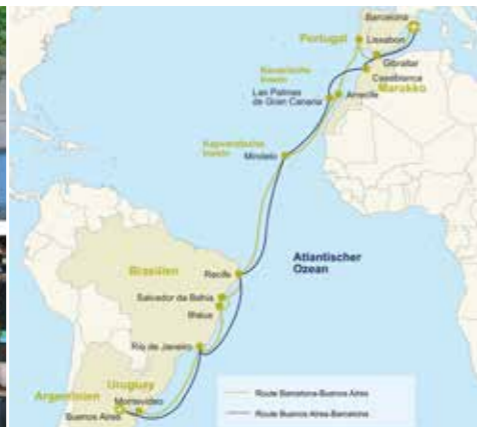 Barcelona
Portugal
Lissabon
Gibraltar
Kanarische
Inseln
Casablanca
Marokko
Las Palmas
de Gran Canaria
Arrecife
Kapverdische
Inseln
Mindelo
Atlantischer
Ozean
Brasilien
Recife
Salvador da Bahia
Ilhéus
Rio de Janeiro
Uruguay
Argentinien
Montevideo
Buenos Aires
Route Barcelona-Buenos Aires
Route Buenos Aires-Barcelona